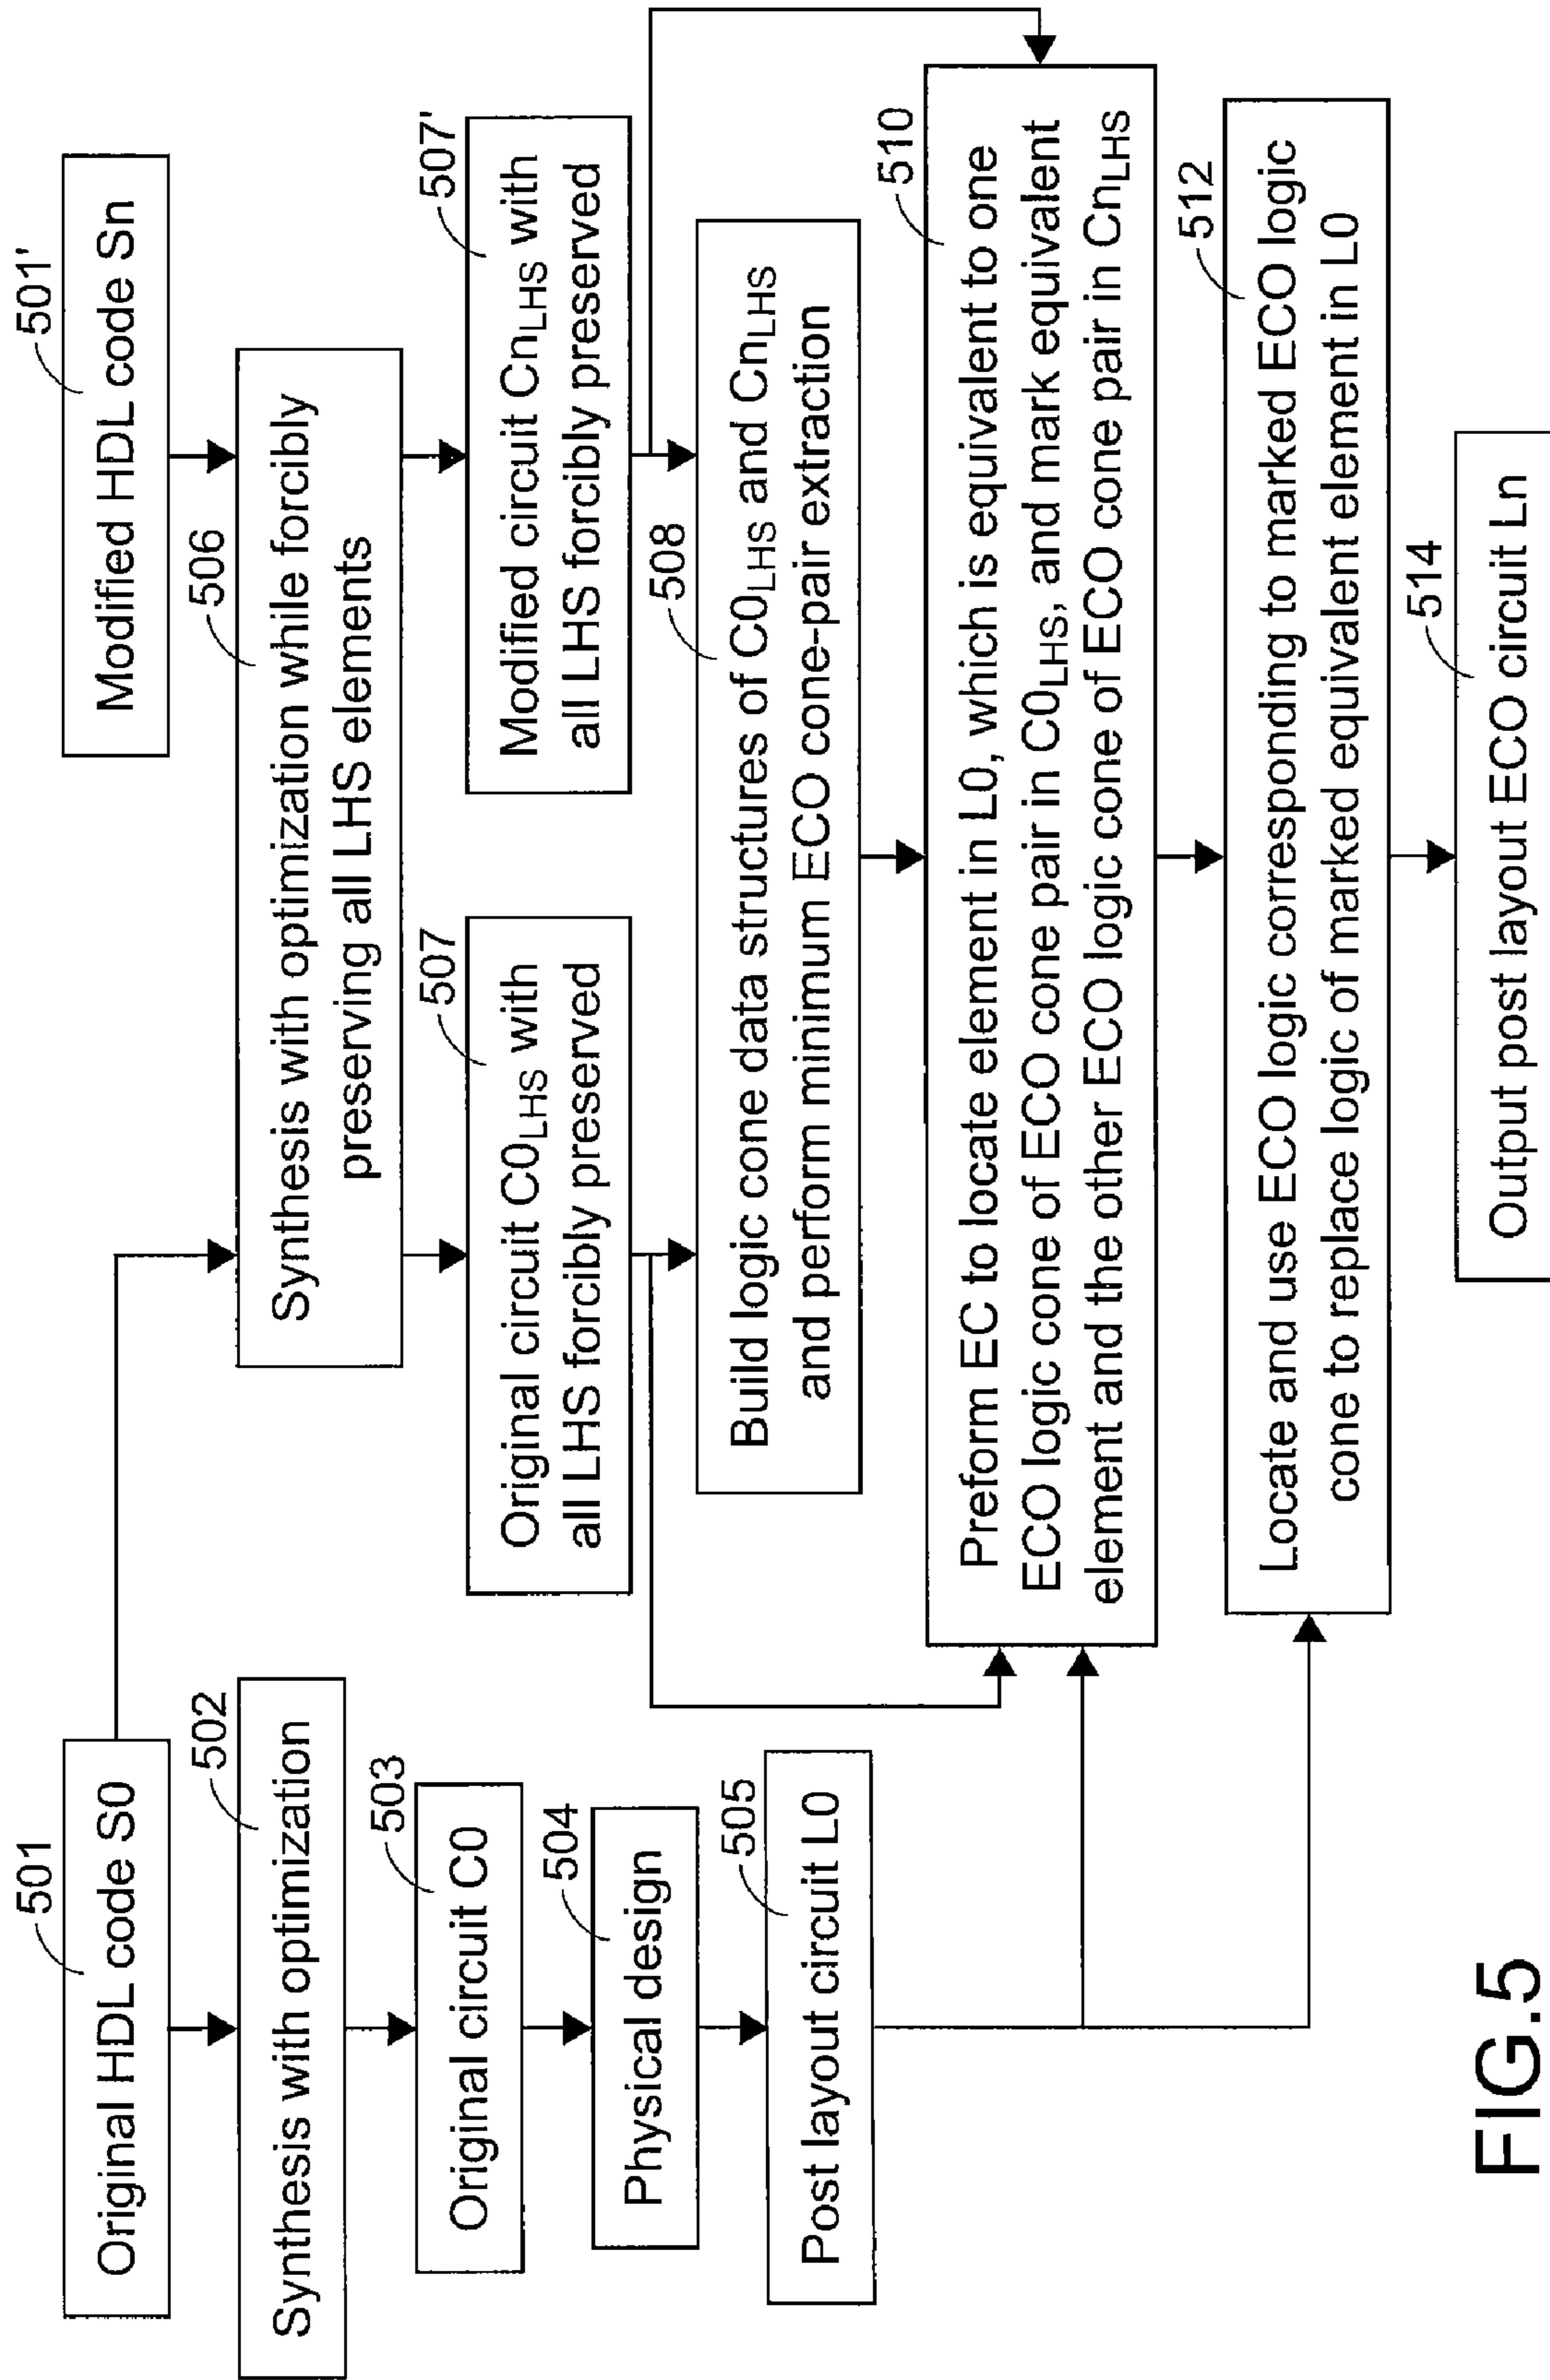 501
Original HDL code S0
501'
Modified HDL code Sn
502
Synthesis with optimization
506
Synthesis with optimization while forcibly
preserving all LHS elements
503
Original circuit C0
507
Original circuit C0LHS with
all LHS forcibly preserved
507'
Modified circuit CnLHS with
all LHS forcibly preserved
504
Physical design
508
Build logic cone data structures of C0LHS and CnLHS
and perform minimum ECO cone-pair extraction
505
Post layout circuit L0
510
Preform EC to locate element in L0, which is equivalent to one
ECO logic cone of ECO cone pair in C0LHS, and mark equivalent
element and the other ECO logic cone of ECO cone pair in CnLHS
512
Locate and use ECO logic corresponding to marked ECO logic
cone to replace logic of marked equivalent element in L0
514
Output post layout ECO circuit Ln
FIG.5